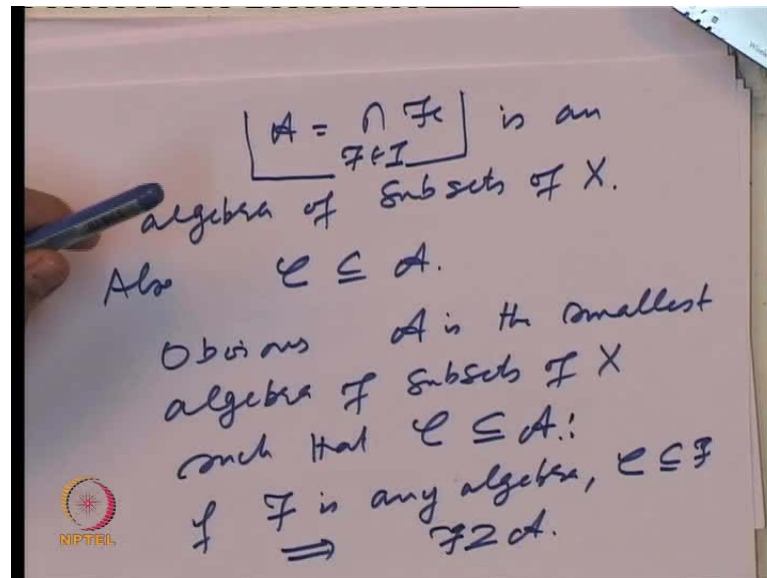 A = ∩ F is an
F∈I
algebra of subsets of X.
Also C ⊆ A.
Obvious A is the smallest
algebra of subsets of X
such that C ⊆ A:
if F is any algebra, C ⊆ F
⟹ F ⊇ A.
NPTEL